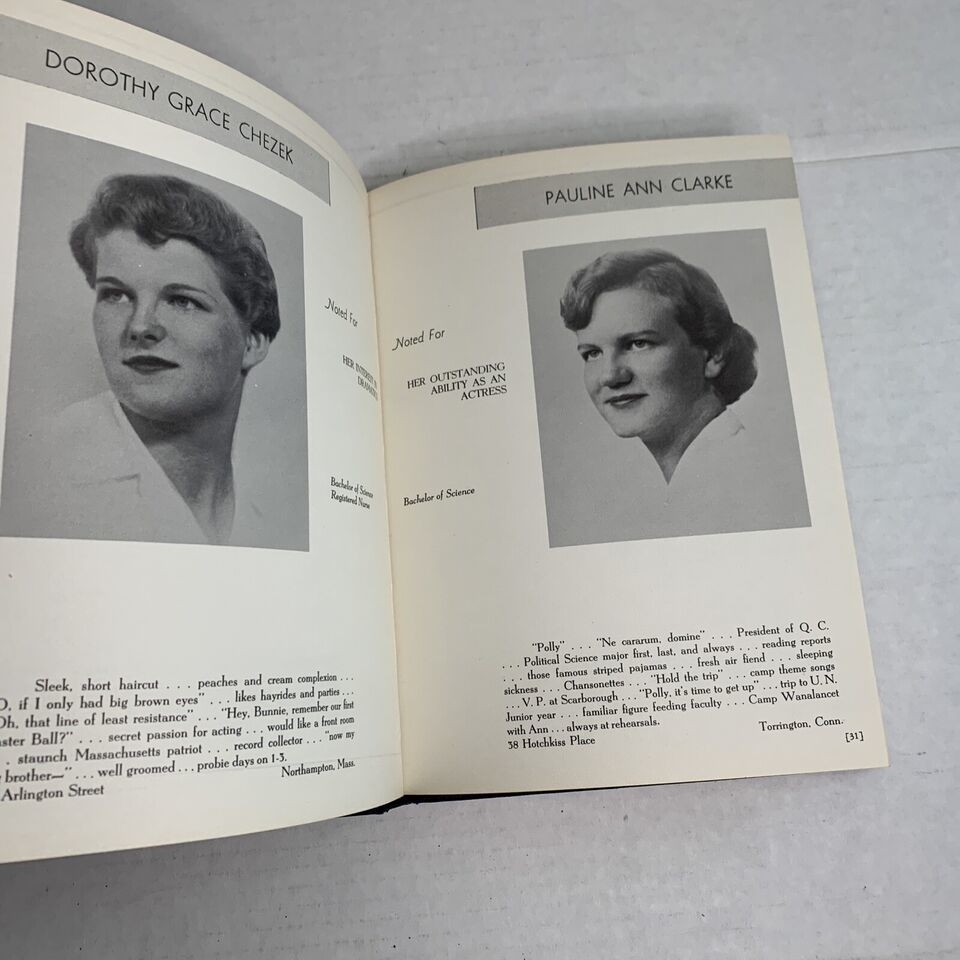 DOROTHY GRACE CHEZEK
Noted For
HER INTEREST IN
DRAMATICS
Bachelor of Science
Registered Nurse
Sleek, short haircut . . . peaches and cream complexion . . .
if I only had big brown eyes" . . . likes hayrides and parties . . .
that line of least resistance" . . . "Hey, Bunnie, remember our first
Ball?" . . . secret passion for acting . . . would like a front room
. . staunch Massachusetts patriot . . . record collector . . . "now my
brother—" . . . well groomed . . . probie days on 1-3.
Arlington Street
Northampton, Mass.
PAULINE ANN CLARKE
Noted For
HER OUTSTANDING
ABILITY AS AN
ACTRESS
Bachelor of Science
"Polly" . . . "Ne cararum, domine" . . . President of Q. C.
. . . Political Science major first, last, and always . . . reading reports
. . . those famous striped pajamas . . . fresh air fiend . . . sleeping
sickness . . . Chansonettes . . . "Hold the trip" . . . camp theme songs
. . . V. P. at Scarborough . . . "Polly, it's time to get up" . . . trip to U. N.
Junior year . . . familiar figure feeding faculty . . . Camp Wanalancet
with Ann . . . always at rehearsals.
38 Hotchkiss Place
Torrington, Conn.
[31]